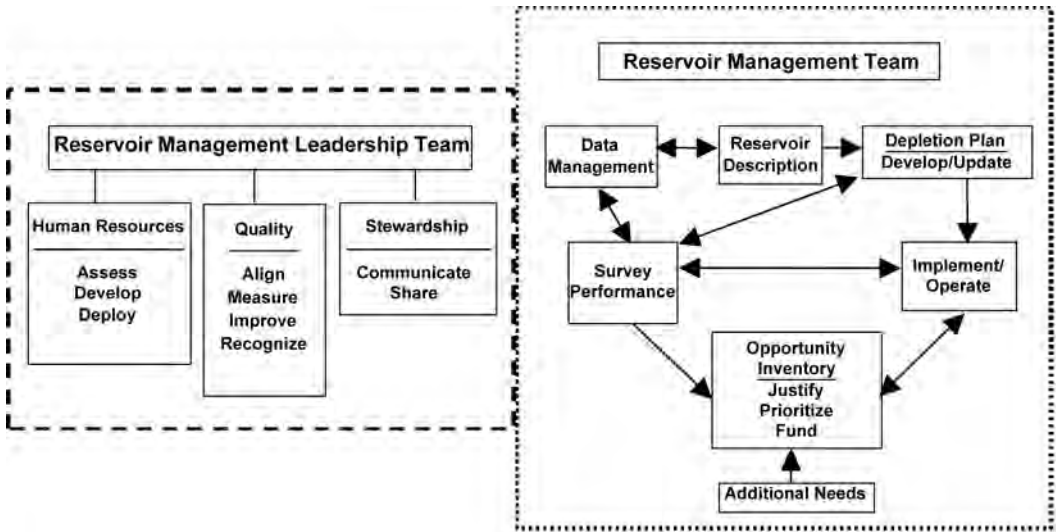 Reservoir Management Leadership Team
Human Resources
Assess
Develop
Deploy
Quality
Align
Measure
Improve
Recognize
Stewardship
Communicate
Share
Reservoir Management Team
Data
Management
Reservoir
Description
Depletion Plan
Develop/Update
Survey
Performance
Implement/
Operate
Opportunity
Inventory
Justify
Prioritize
Fund
Additional Needs